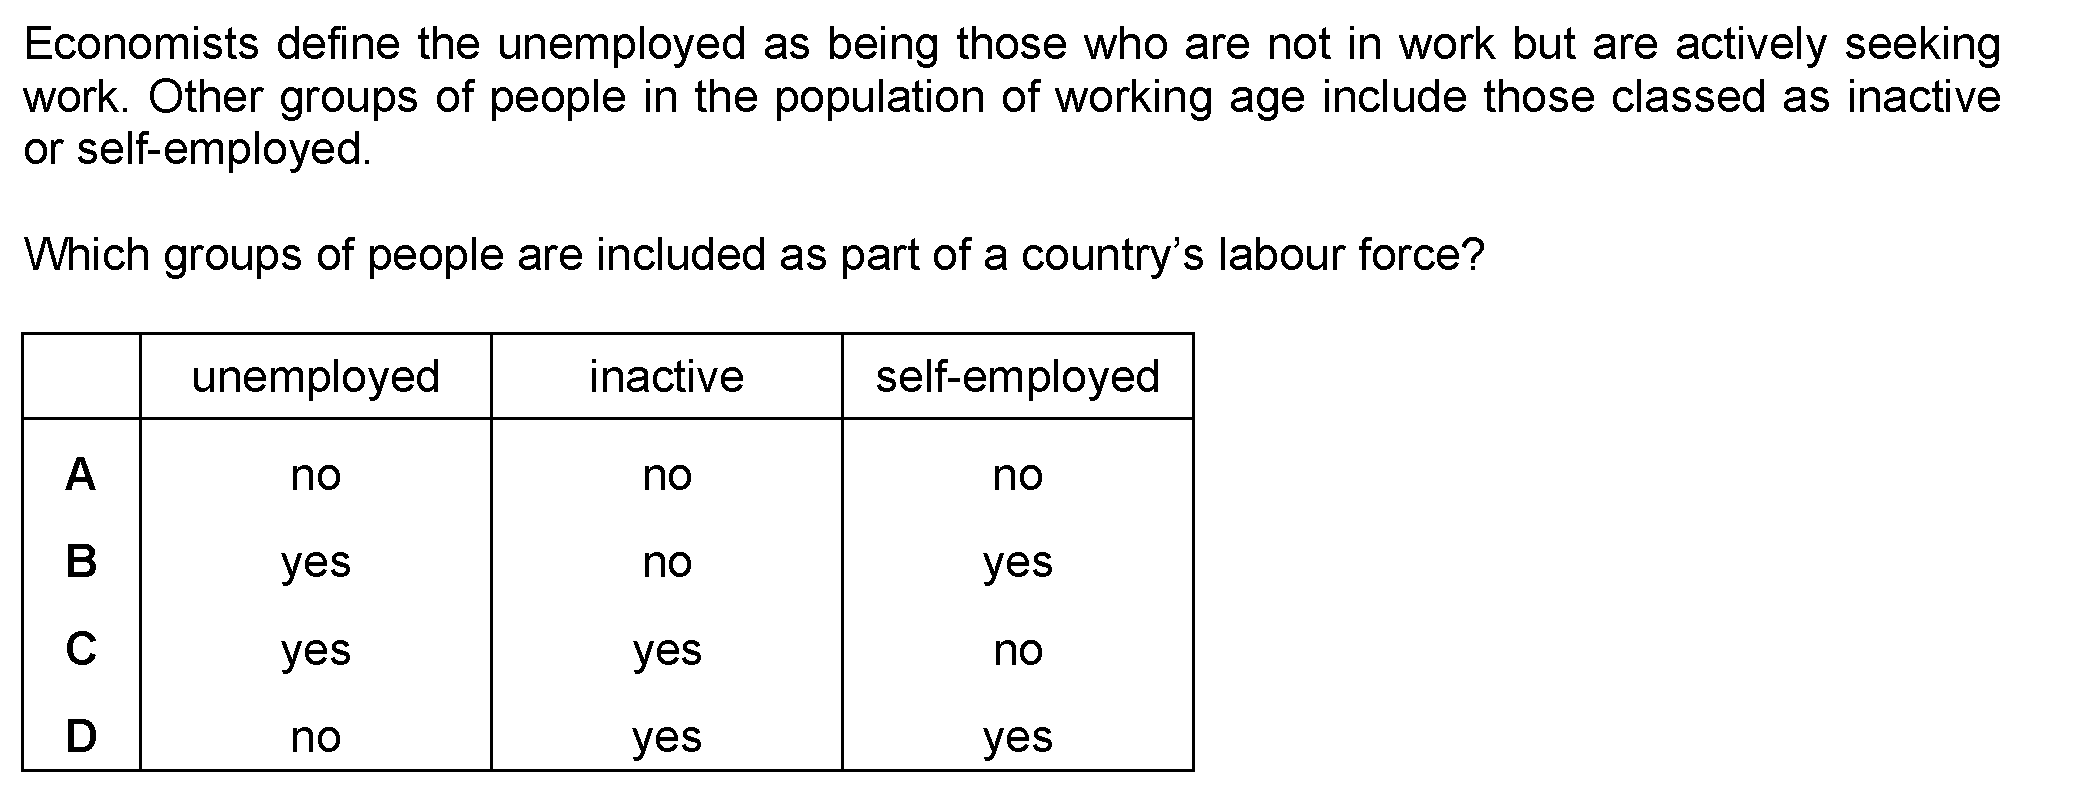 Economists define the unemployed as being those who are not in work but are actively seeking
work. Other groups of people in the population of working age include those classed as inactive
or self-employed.
Which groups of people are included as part of a country’s labour force?
unemployed inactive self-employed
A no no no
B yes no yes
C yes yes no
D no yes yes